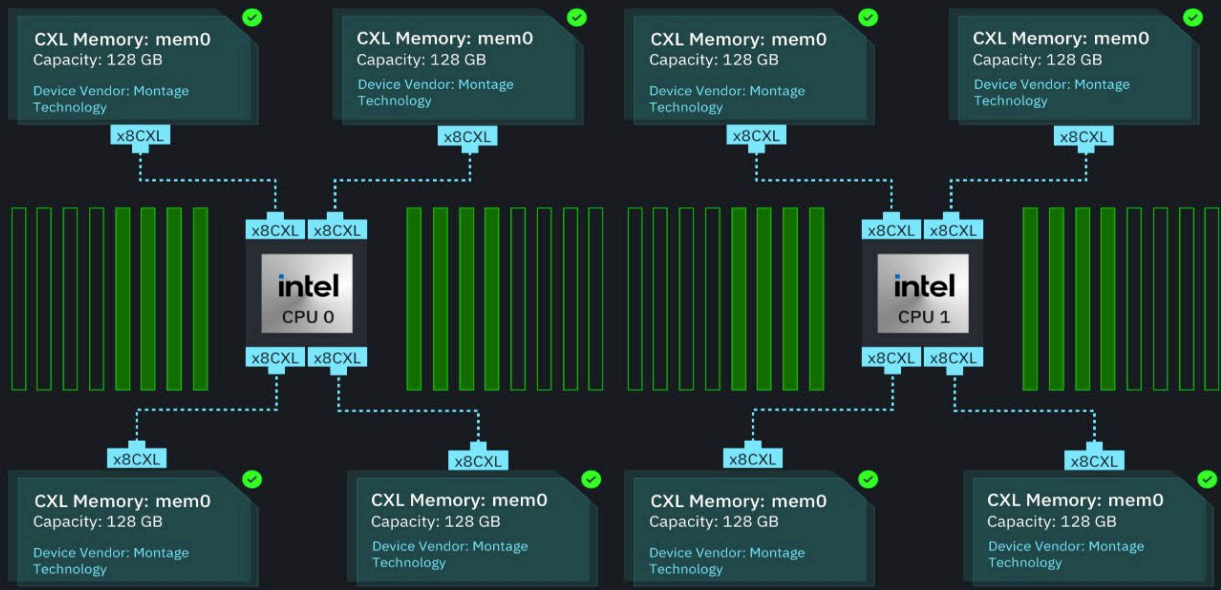 CXL Memory: mem0
Capacity: 128 GB
Device Vendor: Montage
Technology
x8CXL
CXL Memory: mem0
Capacity: 128 GB
Device Vendor: Montage
Technology
x8CXL
CXL Memory: mem0
Capacity: 128 GB
Device Vendor: Montage
Technology
x8CXL
CXL Memory: mem0
Capacity: 128 GB
Device Vendor: Montage
Technology
x8CXL
x8CXL x8CXL
intel
CPU 0
x8CXL x8CXL
x8CXL x8CXL
intel
CPU 1
x8CXL x8CXL
x8CXL
CXL Memory: mem0
Capacity: 128 GB
Device Vendor: Montage
Technology
x8CXL
CXL Memory: mem0
Capacity: 128 GB
Device Vendor: Montage
Technology
x8CXL
CXL Memory: mem0
Capacity: 128 GB
Device Vendor: Montage
Technology
x8CXL
CXL Memory: mem0
Capacity: 128 GB
Device Vendor: Montage
Technology